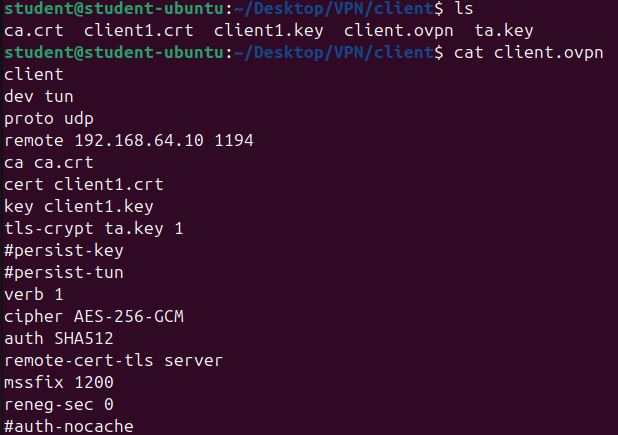 student@student-ubuntu:~/Desktop/VPN/client$ ls
ca.crt  client1.crt  client1.key  client.ovpn  ta.key
student@student-ubuntu:~/Desktop/VPN/client$ cat client.ovpn
client
dev tun
proto udp
remote 192.168.64.10 1194
ca ca.crt
cert client1.crt
key client1.key
tls-crypt ta.key 1
#persist-key
#persist-tun
verb 1
cipher AES-256-GCM
auth SHA512
remote-cert-tls server
mssfix 1200
reneg-sec 0
#auth-nocache